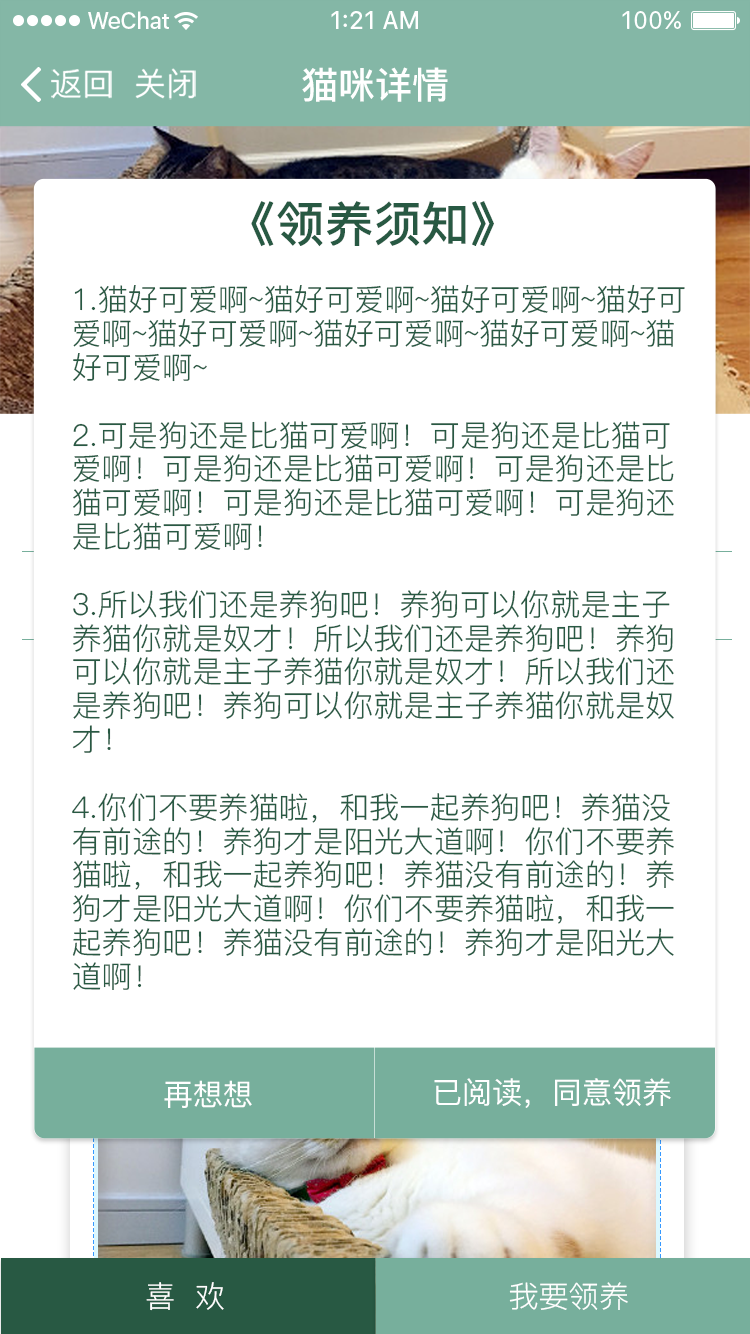 WeChat 1:21 AM 100%
返回 关闭 猫咪详情
《领养须知》
1.猫好可爱啊~猫好可爱啊~猫好可爱啊~猫好可
爱啊~猫好可爱啊~猫好可爱啊~猫好可爱啊~猫
好可爱啊~
2.可是狗还是比猫可爱啊！可是狗还是比猫可
爱啊！可是狗还是比猫可爱啊！可是狗还是比
猫可爱啊！可是狗还是比猫可爱啊！可是狗还
是比猫可爱啊！
3.所以我们还是养狗吧！养狗可以你就是主子
养猫你就是奴才！所以我们还是养狗吧！养狗
可以你就是主子养猫你就是奴才！所以我们还
是养狗吧！养狗可以你就是主子养猫你就是奴
才！
4.你们不要养猫啦，和我一起养狗吧！养猫没
有前途的！养狗才是阳光大道啊！你们不要养
猫啦，和我一起养狗吧！养猫没有前途的！养
狗才是阳光大道啊！你们不要养猫啦，和我一
起养狗吧！养猫没有前途的！养狗才是阳光大
道啊！
再想想 已阅读，同意领养
喜 欢 我要领养